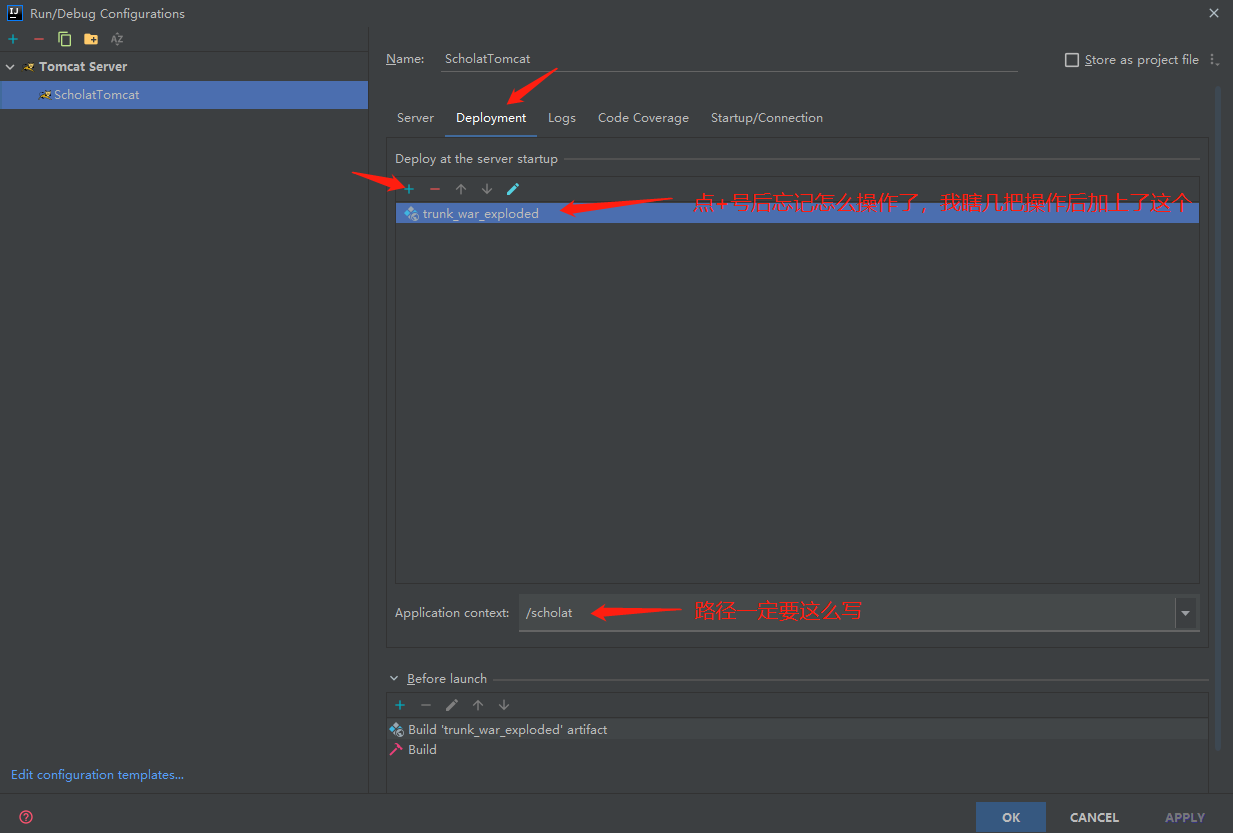 Run/Debug Configurations
Tomcat Server
ScholatTomcat
Edit configuration templates...
Name: ScholatTomcat
Store as project file
Server Deployment Logs Code Coverage Startup/Connection
Deploy at the server startup
trunk_war_exploded
点+号后忘记怎么操作了，我瞎几把操作后加上了这个
Application context: /scholat
路径一定要这么写
Before launch
Build 'trunk_war_exploded' artifact
Build
OK CANCEL APPLY